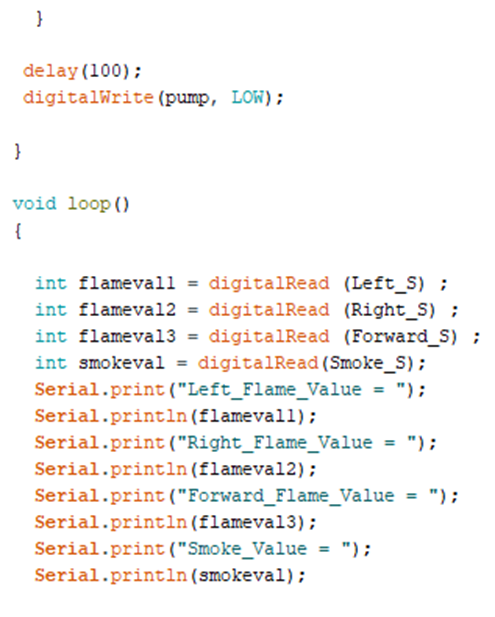 }
delay(100);
digitalWrite(pump, LOW);
}
void loop()
{
int flameval1 = digitalRead (Left_S) ;
int flameval2 = digitalRead (Right_S) ;
int flameval3 = digitalRead (Forward_S) ;
int smokeval = digitalRead(Smoke_S);
Serial.print("Left_Flame_Value = ");
Serial.println(flameval1);
Serial.print("Right_Flame_Value = ");
Serial.println(flameval2);
Serial.print("Forward_Flame_Value = ");
Serial.println(flameval3);
Serial.print("Smoke_Value = ");
Serial.println(smokeval);